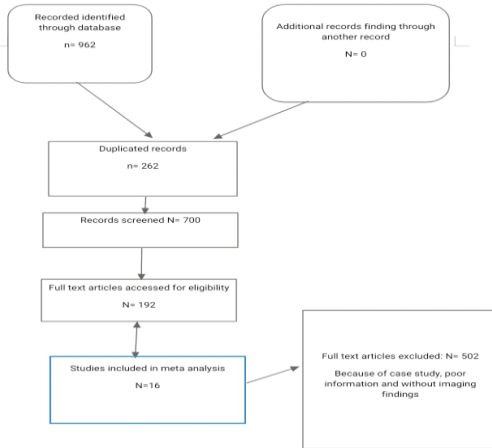 Recorded identified
through database
n= 962
Additional records finding through
another record
N= 0
Duplicated records
n= 262
Records screened N= 700
Full text articles accessed for eligibility
N= 192
Studies included in meta analysis
N=16
Full text articles excluded: N= 502
Because of case study, poor
information and without imaging
findings